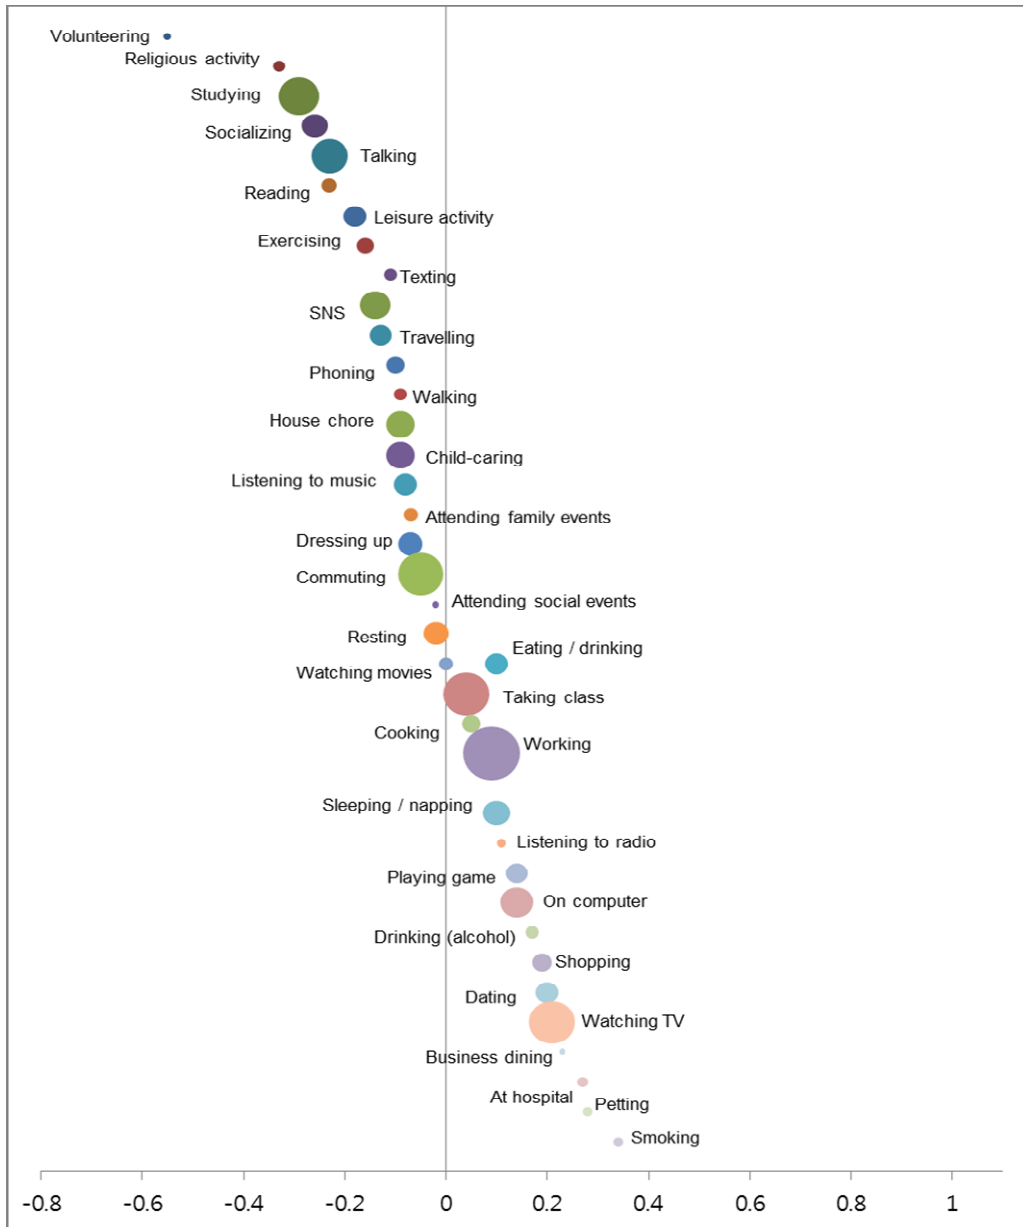 Volunteering
Religious activity
Studying
Socializing
Talking
Reading
Leisure activity
Exercising
Texting
SNS
Travelling
Phoning
Walking
House chore
Child-caring
Listening to music
Attending family events
Dressing up
Commuting
Attending social events
Resting
Eating / drinking
Watching movies
Taking class
Cooking
Working
Sleeping / napping
Listening to radio
Playing game
On computer
Drinking (alcohol)
Shopping
Dating
Watching TV
Business dining
At hospital
Petting
Smoking
-0.8 -0.6 -0.4 -0.2 0 0.2 0.4 0.6 0.8 1